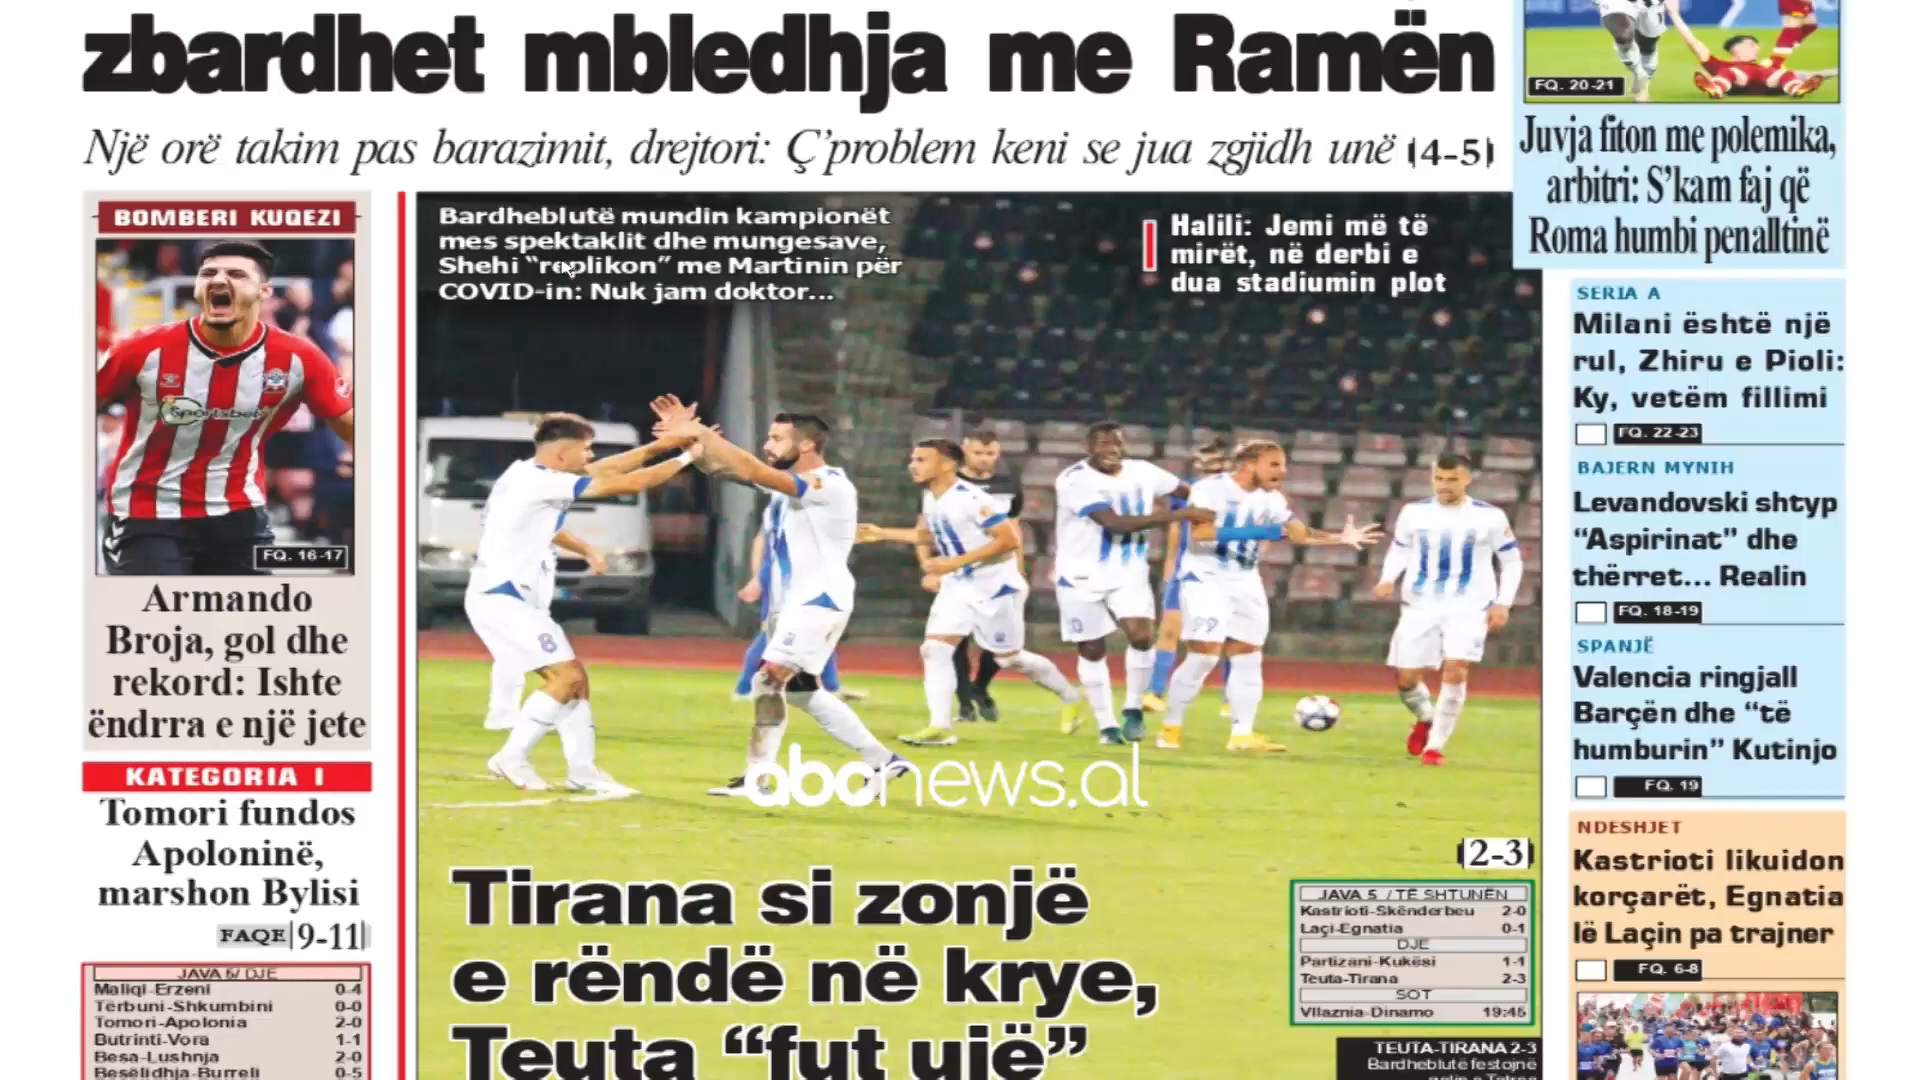 zbardhet mbledhja me Ramën
Një orë takim pas barazimit, drejtori: Ç’problem keni se jua zgjidh unë 4-5
FQ. 20-21
Juvja fiton me polemika,
arbitri: S’kam faj që
Roma humbi penalltinë
BOMBERI KUQEZI
Sportsbet
FQ. 16-17
Armando
Broja, gol dhe
rekord: Ishte
ëndrra e një jete
KATEGORIA I
Tomori fundos
Apoloninë,
marshon Bylisi
FAQE 9-11
JAVA 5/ DJE
Maliqi-Erzeni 0-4
Tërbuni-Shkumbini 0-0
Tomori-Apolonia 2-0
Butrinti-Vora 1-1
Besa-Lushnja 2-0
Besëlidhja-Burreli 0-5
Bardheblutë mundin kampionët
mes spektaklit dhe mungesave,
Shehi “replikon” me Martinin për
COVID-in: Nuk jam doktor...
Halili: Jemi më të
mirët, në derbi e
dua stadiumin plot
8
99
abcnews.al
2-3
Tirana si zonjë
e rëndë në krye,
Teuta “fut ujë”
JAVA 5 / TË SHTUNËN
Kastrioti-Skënderbeu 2-0
Laçi-Egnatia 0-1
DJE
Partizani-Kukësi 1-1
Teuta-Tirana 2-3
SOT
Vllaznia-Dinamo 19:45
TEUTA-TIRANA 2-3
Bardheblutë festojnë
SERIA A
Milani është një
rul, Zhiru e Pioli:
Ky, vetëm fillimi
FQ. 22-23
BAJERN MYNIH
Levandovski shtyp
“Aspirinat” dhe
thërret... Realin
FQ. 18-19
SPANJË
Valencia ringjall
Barçën dhe “të
humburin” Kutinjo
FQ. 19
NDESHJET
Kastrioti likuidon
korçarët, Egnatia
lë Laçin pa trajner
FQ. 6-8